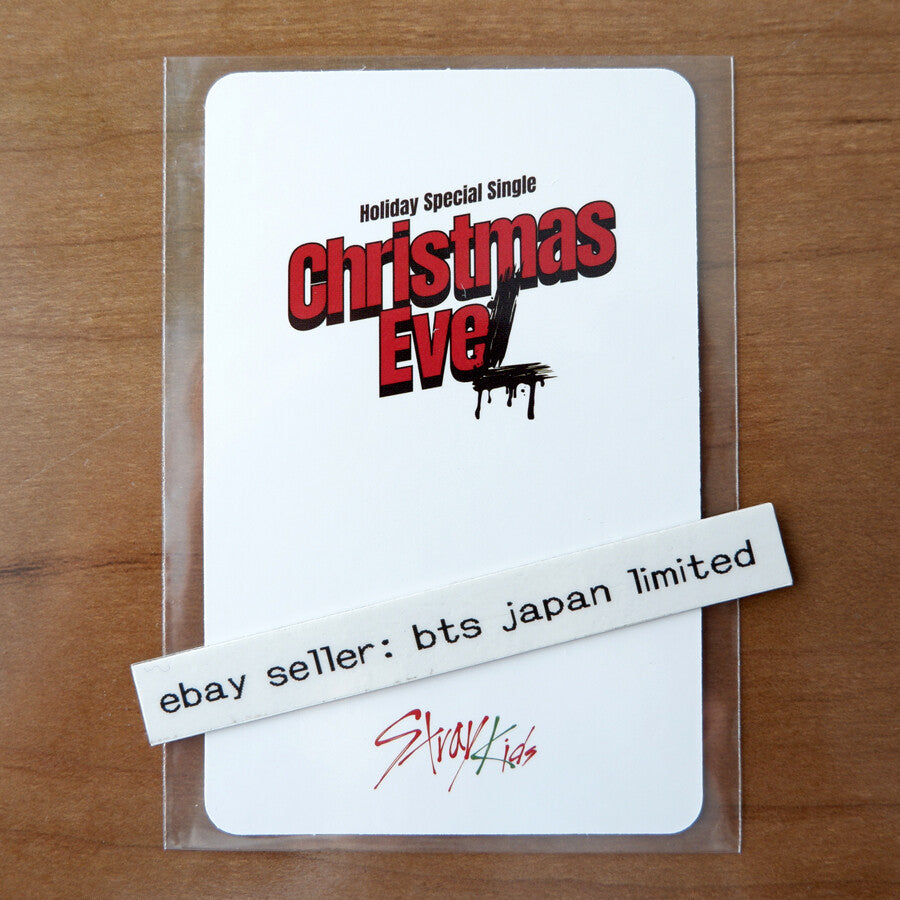 Holiday Special Single
Christmas
EveL
ebay seller: bts japan limited
Stray Kids